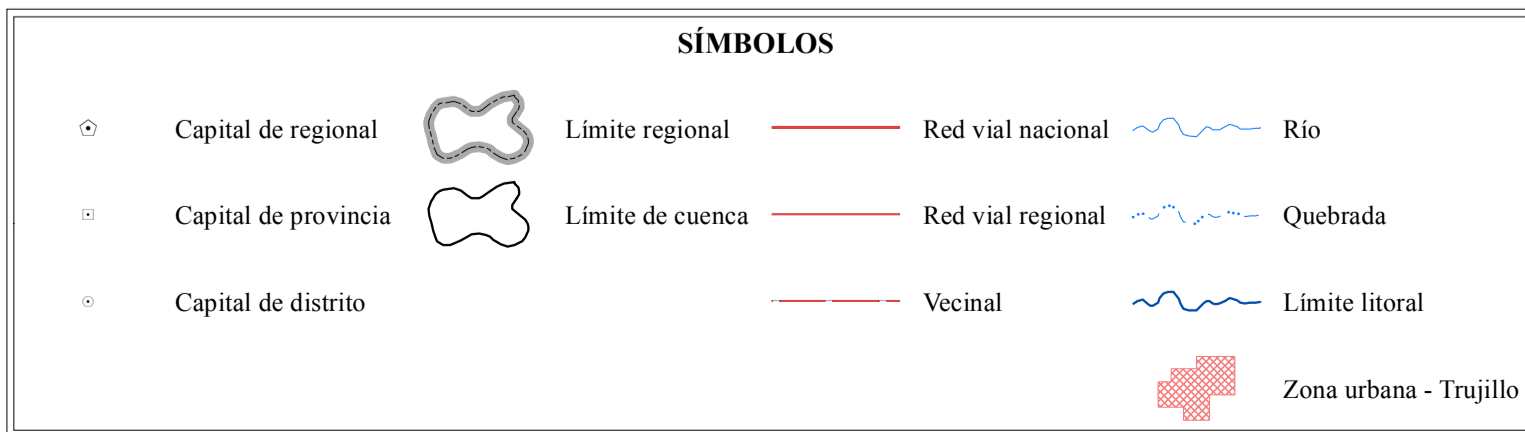 SÍMBOLOS
Capital de regional
Límite regional
Red vial nacional
Río
Capital de provincia
Límite de cuenca
Red vial regional
Quebrada
Capital de distrito
Vecinal
Límite litoral
Zona urbana - Trujillo